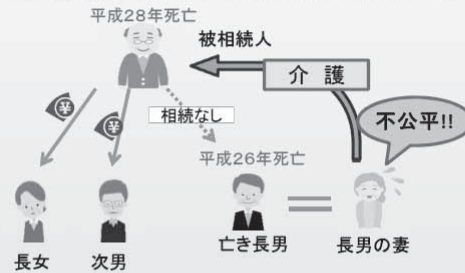 平成28年死亡
被相続人
介護
¥
¥
相続なし
不公平!!
平成26年死亡
長女
次男
亡き長男
長男の妻